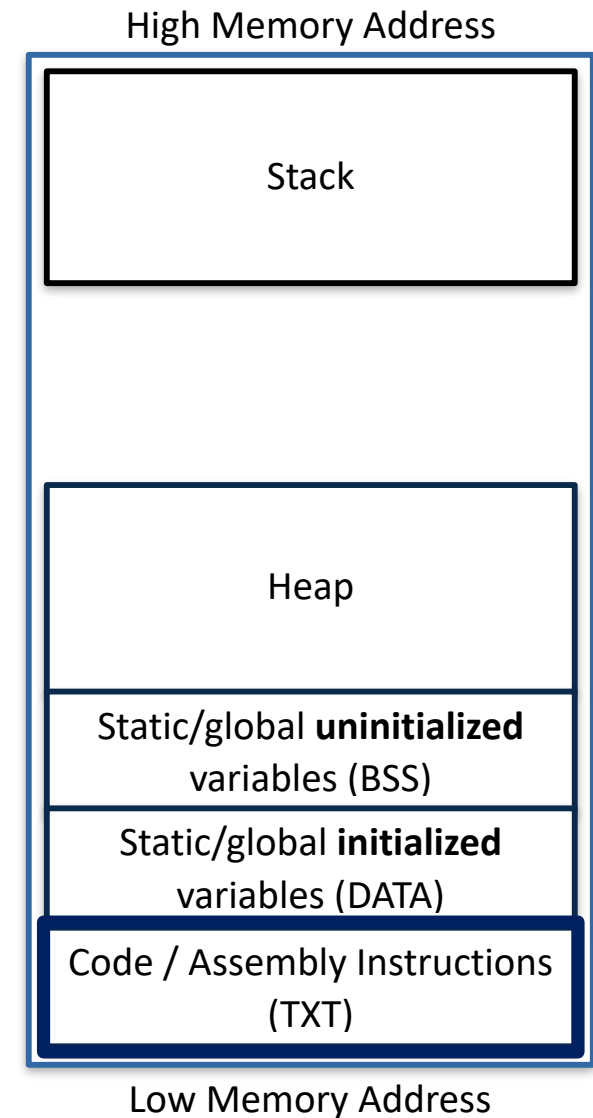 High Memory Address
Stack
Heap
Static/global uninitialized
variables (BSS)
Static/global initialized
variables (DATA)
Code / Assembly Instructions
(TXT)
Low Memory Address